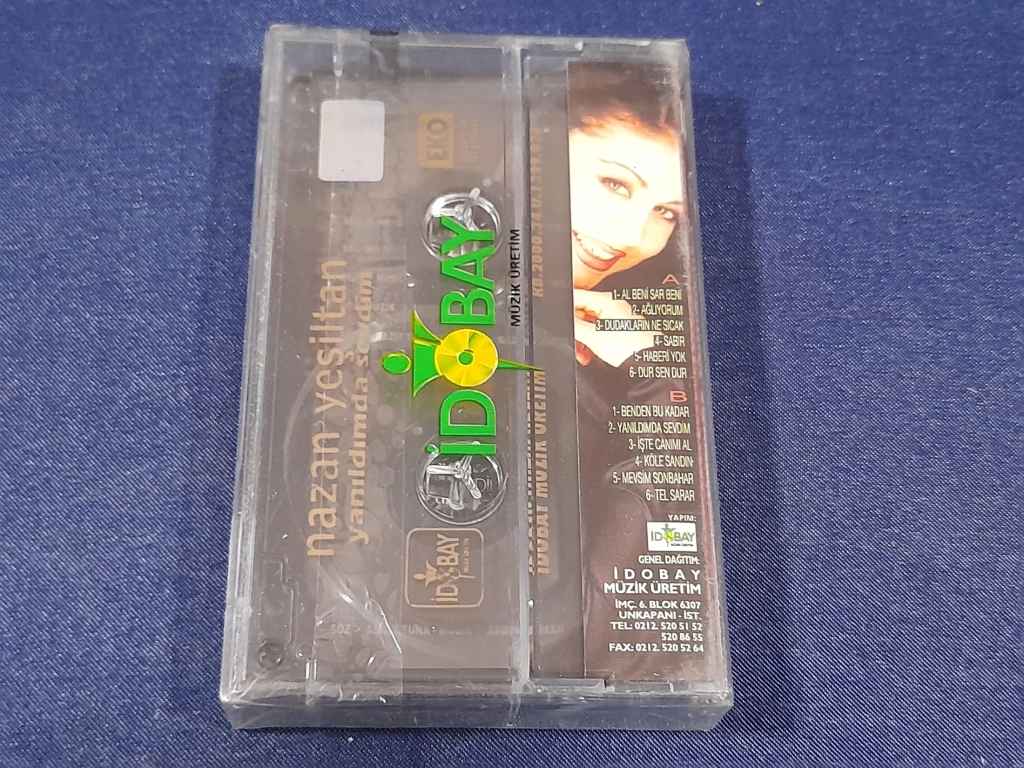 nazan yeşiltan
yanıldımda sevdim
EKO
İDOBAY
MÜZİK ÜRETİM
İDOBAY MÜZİK ÜRETİM
İDOBAY
A
1- AL BENİ SAR BENİ
2- AĞLIYORUM
3- DUDAKLARIN NE SICAK
4- SABIR
5- HABERİ YOK
6- DUR SEN DUR
B
1- BENDEN BU KADAR
2- YANILDIMDA SEVDİM
3- İŞTE CANIMI AL
4- KÖLE SANDIN
5- MEVSİM SONBAHAR
6- TEL SARAR
YAPIM:
İDOBAY
GENEL DAĞITIM:
İDOBAY
MÜZİK ÜRETİM
İMÇ. 6. BLOK 6307
UNKAPANI - İST.
TEL: 0212. 520 51 52
520 86 55
FAX: 0212. 520 52 64